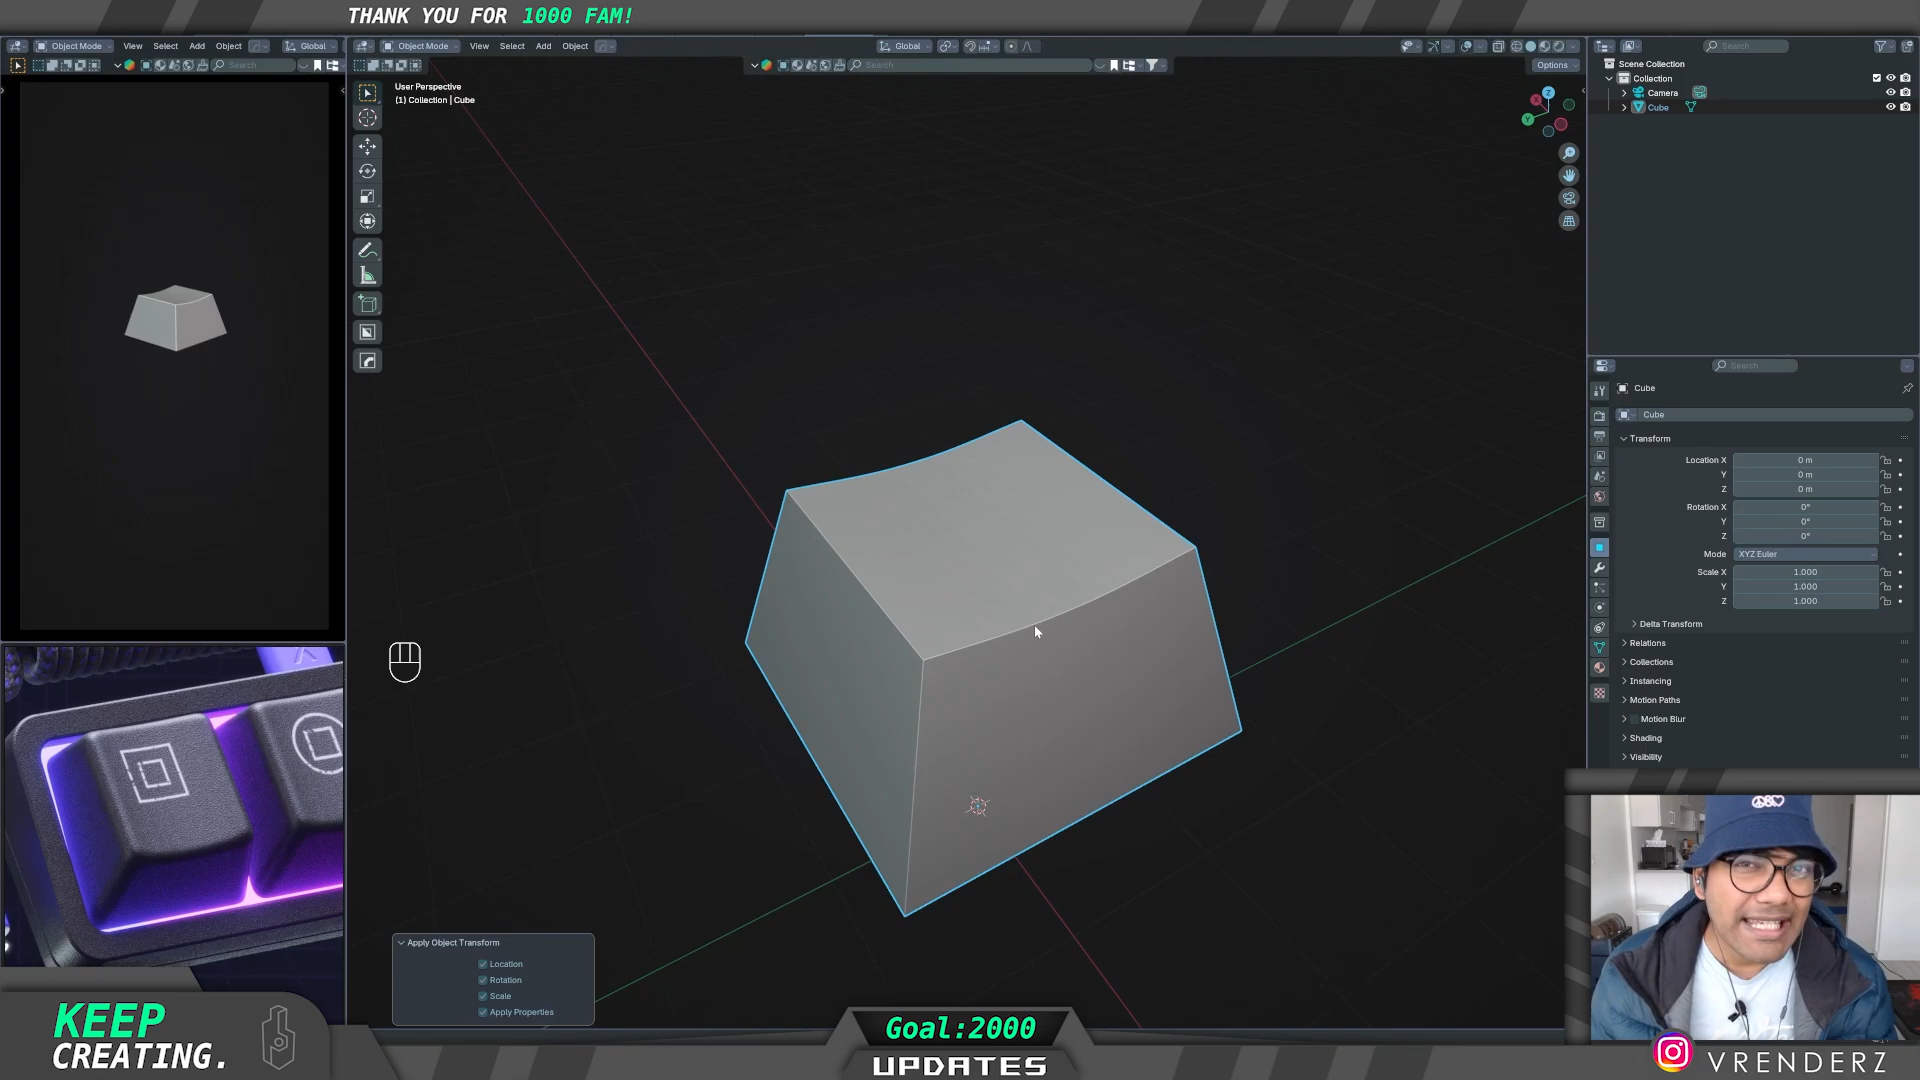 THANK YOU FOR 1000 FAM!
Object Mode View Select Add Object Global
Search
Object Mode View Select Add Object Global
Search
Options
User Perspective
(1) Collection | Cube
Z
Y
X
Apply Object Transform
Location
Rotation
Scale
Apply Properties
Search
Scene Collection
Collection
Camera
Cube
Search
Cube
Cube
Transform
Location X 0 m
Y 0 m
Z 0 m
Rotation X 0°
Y 0°
Z 0°
Mode XYZ Euler
Scale X 1.000
Y 1.000
Z 1.000
Delta Transform
Relations
Collections
Instancing
Motion Paths
Motion Blur
Shading
Visibility
KEEP
CREATING.
Goal:2000
UPDATES
VRENDERZ